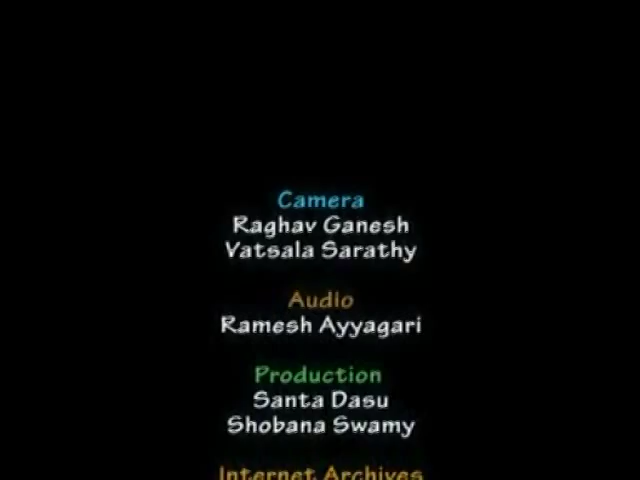 Camera
Raghav Ganesh
Vatsala Sarathy
Audio
Ramesh Ayyagari
Production
Santa Dasu
Shobana Swamy
Internet Archives